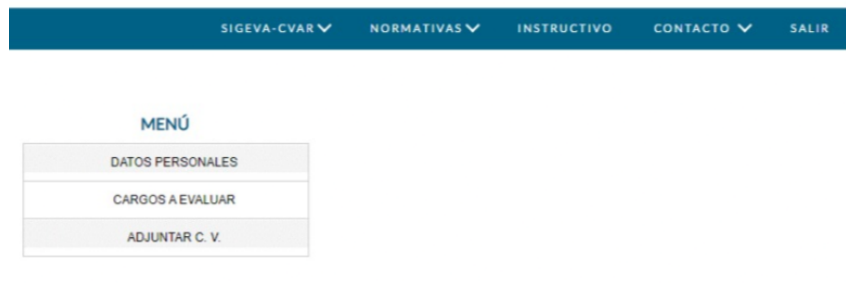 SIGEVA-CVAR NORMATIVAS INSTRUCTIVO CONTACTO SALIR
MENÚ
DATOS PERSONALES
CARGOS A EVALUAR
ADJUNTAR C. V.